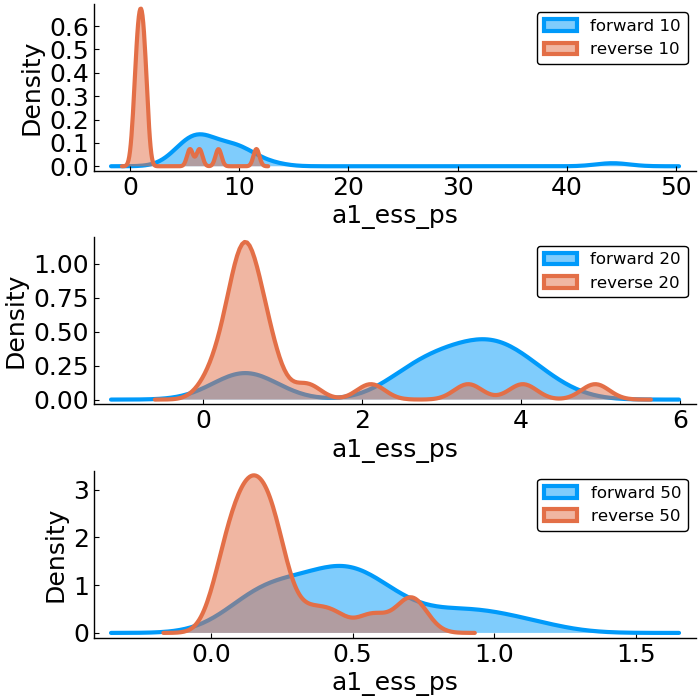 0.6
0.5
0.4
0.3
0.2
0.1
0.0
Density
forward 10
reverse 10
0 10 20 30 40 50
a1_ess_ps
1.00
0.75
0.50
0.25
0.00
Density
forward 20
reverse 20
0 2 4 6
a1_ess_ps
3
2
1
0
Density
forward 50
reverse 50
0.0 0.5 1.0 1.5
a1_ess_ps